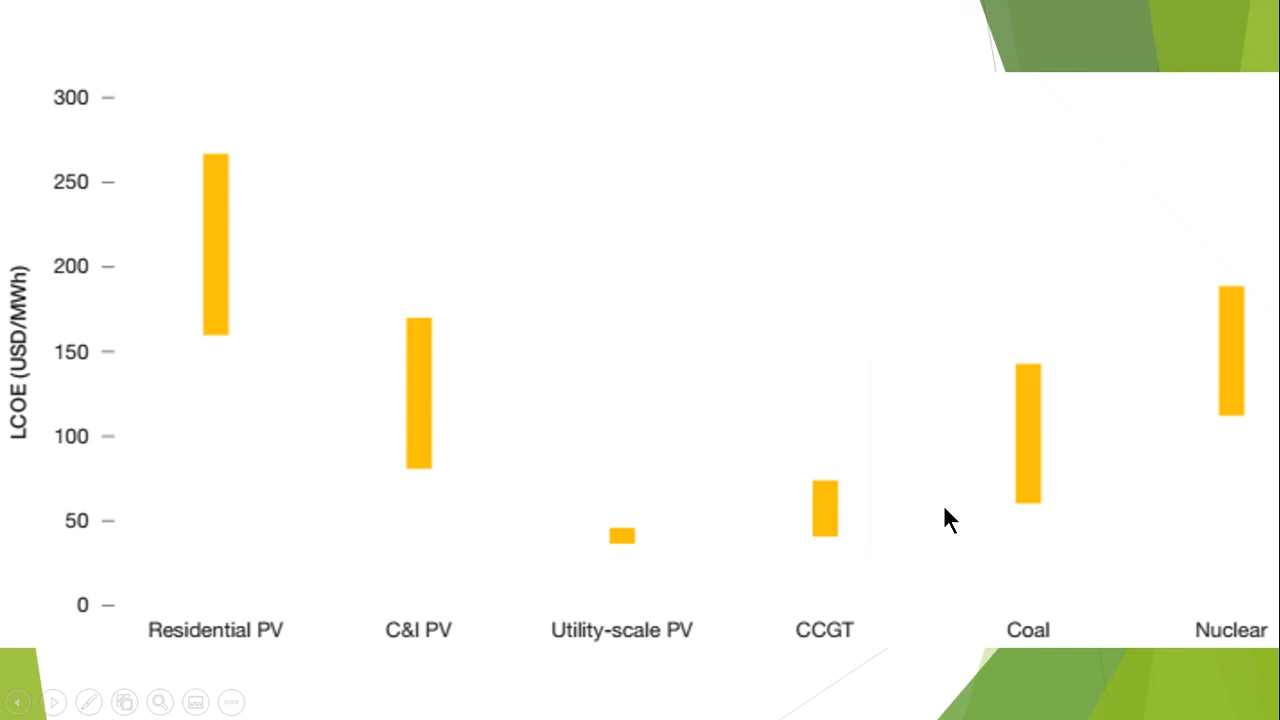 300
250
200
150
100
50
0
LCOE (USD/MWh)
Residential PV
C&I PV
Utility-scale PV
CCGT
Coal
Nuclear